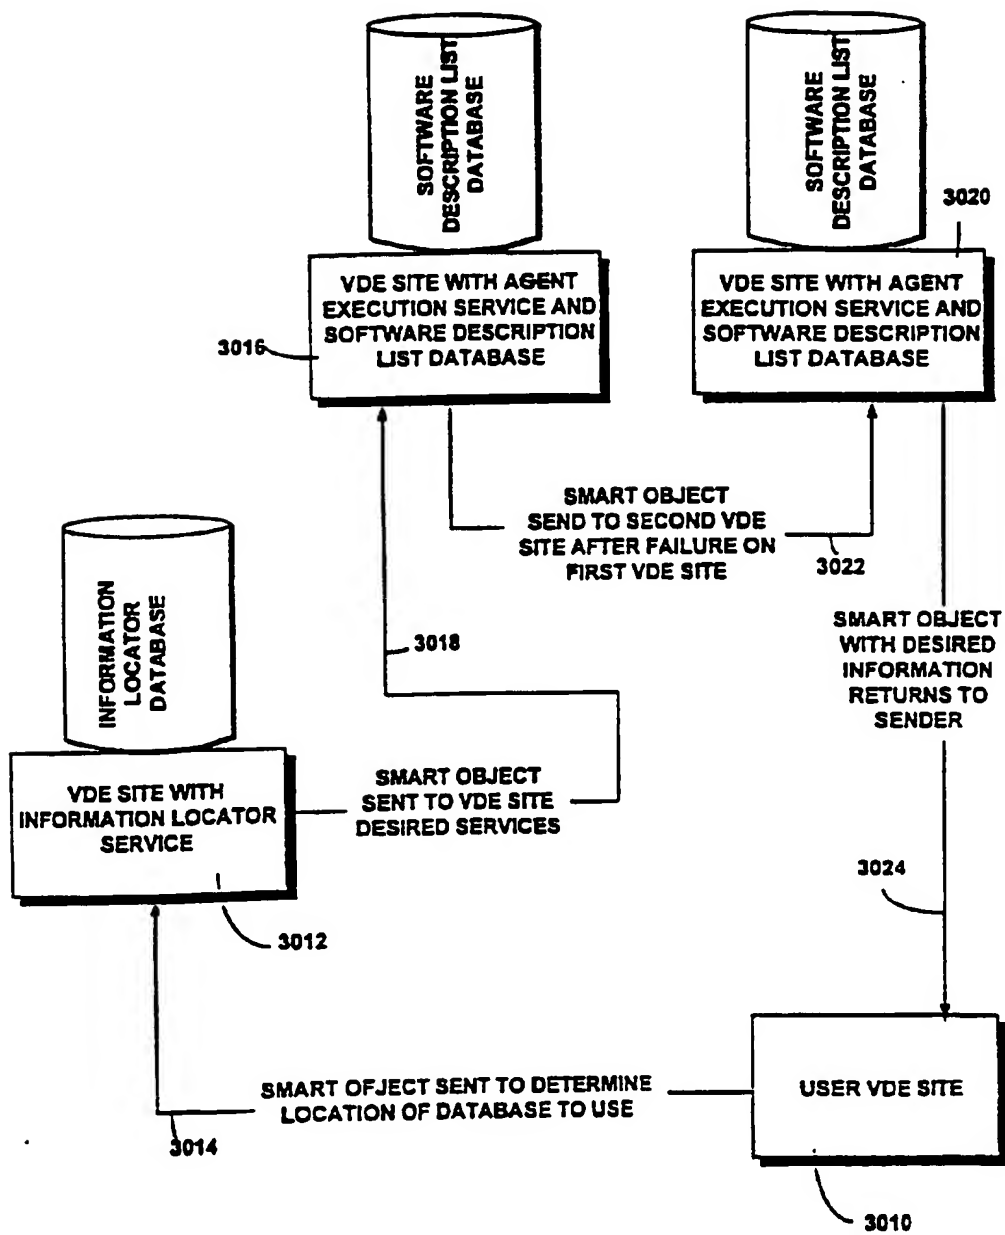 SOFTWARE
DESCRIPTION LIST
DATABASE
SOFTWARE
DESCRIPTION LIST
DATABASE
3020
VDE SITE WITH AGENT
EXECUTION SERVICE AND
SOFTWARE DESCRIPTION
LIST DATABASE
3016
VDE SITE WITH AGENT
EXECUTION SERVICE AND
SOFTWARE DESCRIPTION
LIST DATABASE
SMART OBJECT
SEND TO SECOND VDE
SITE AFTER FAILURE ON
FIRST VDE SITE
3022
INFORMATION
LOCATOR
DATABASE
3018
SMART OBJECT
WITH DESIRED
INFORMATION
RETURNS TO
SENDER
VDE SITE WITH
INFORMATION LOCATOR
SERVICE
SMART OBJECT
SENT TO VDE SITE
DESIRED SERVICES
3024
3012
SMART OFJECT SENT TO DETERMINE
LOCATION OF DATABASE TO USE
USER VDE SITE
3014
3010